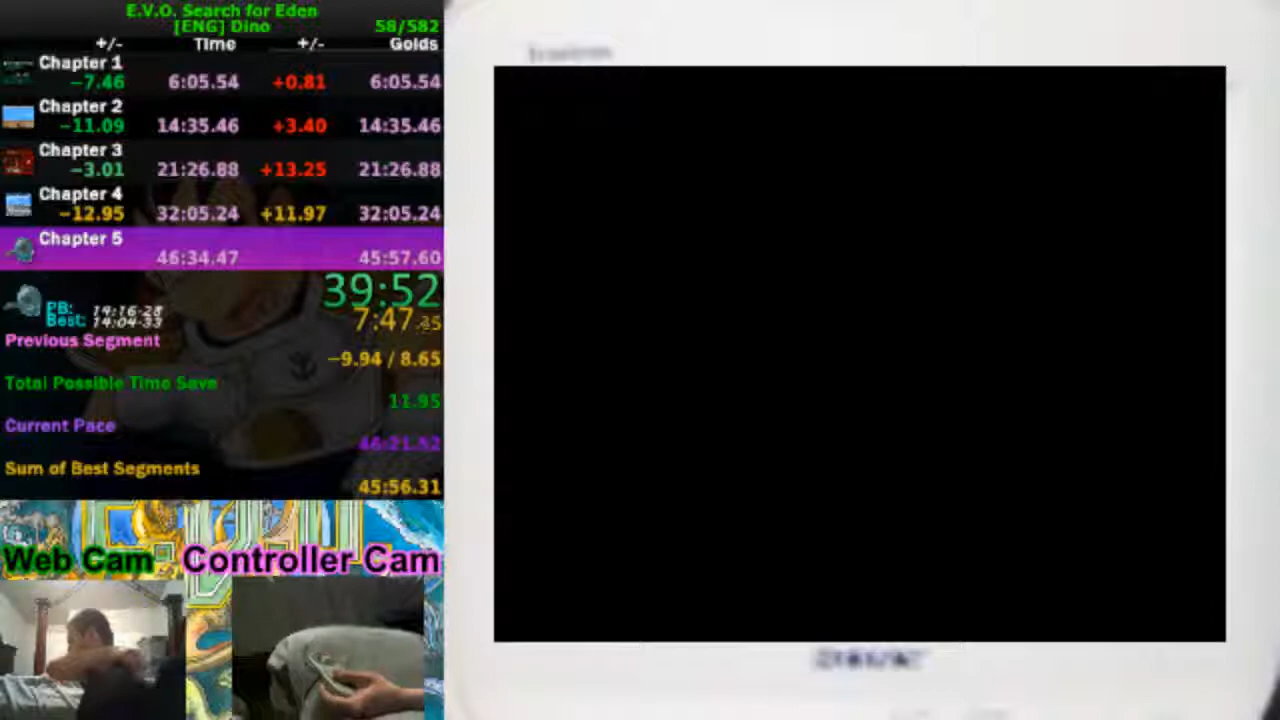 E.V.O. Search for Eden
[ENG] Dino 58/582
+/- Time +/- Golds
Chapter 1
-7.46 6:05.54 +0.81 6:05.54
Chapter 2
-11.09 14:35.46 +3.40 14:35.46
Chapter 3
-3.01 21:26.88 +13.25 21:26.88
Chapter 4
-12.95 32:05.24 +11.97 32:05.24
Chapter 5
46:34.47 45:57.60
39:52
PB: 14:16.28
Best: 14:04.33
7:47
Previous Segment
-9.94 / 8.65
Total Possible Time Save
11.95
Current Pace
46:21.52
Sum of Best Segments
45:56.31
Web Cam Controller Cam